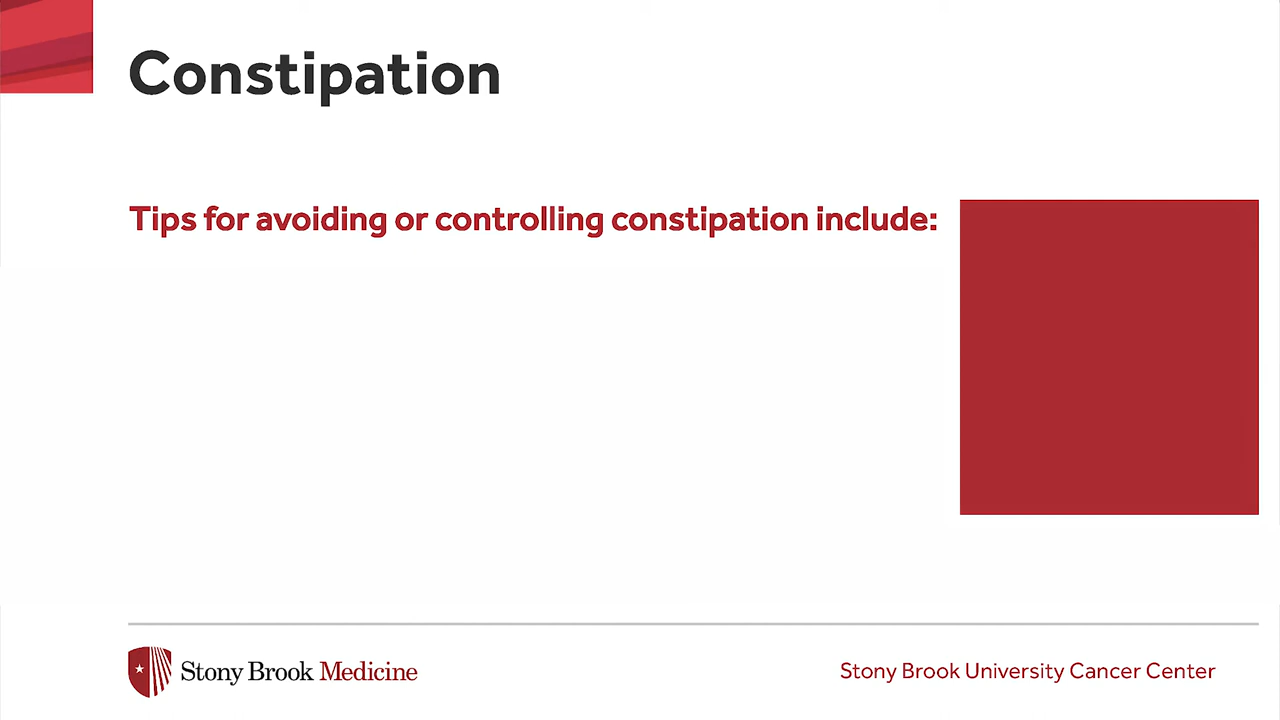 Constipation
Tips for avoiding or controlling constipation include:
Stony Brook Medicine
Stony Brook University Cancer Center